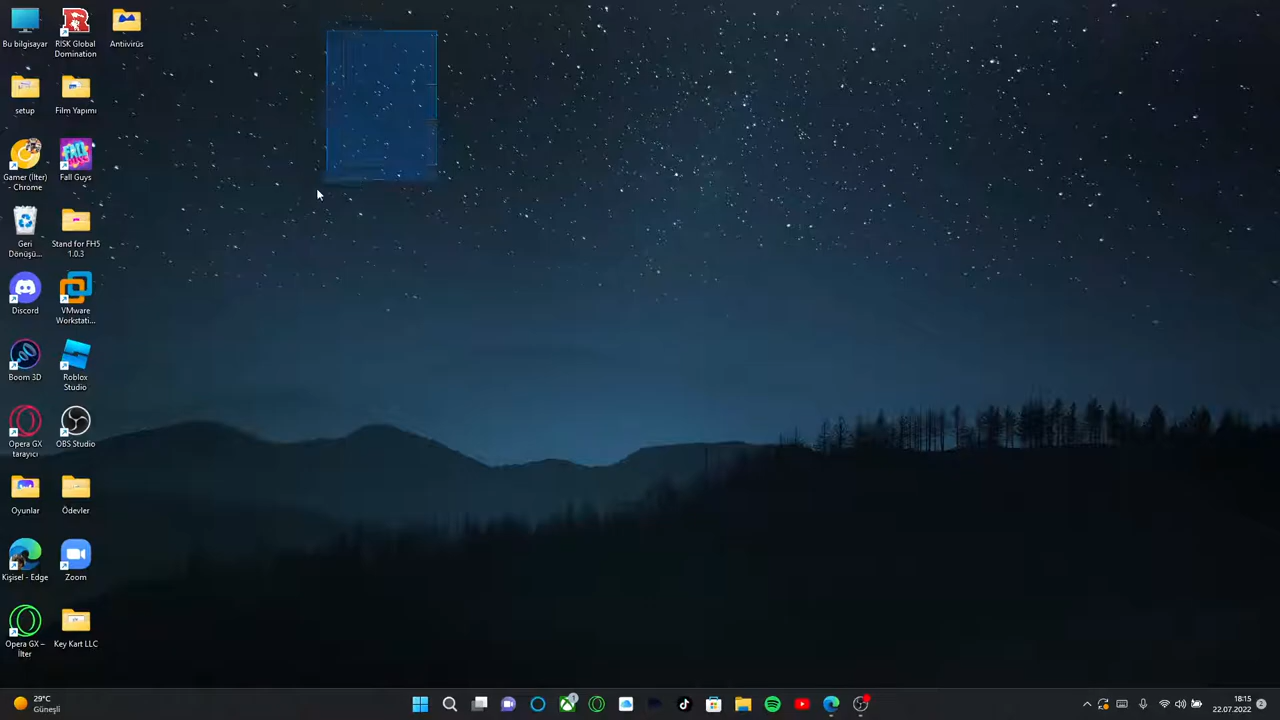 Bu bilgisayar
RISK Global
Domination
Antiivirüs
setup
Film Yapımı
Gamer (İlter)
- Chrome
Fall Guys
Geri
Dönüşü...
Stand for FH5
1.0.3
Discord
VMware
Workstati...
Boom 3D
Roblox
Studio
Opera GX
tarayıcı
OBS Studio
Oyunlar
Ödevler
Kişisel - Edge
Zoom
Opera GX –
İlter
Key Kart LLC
29°C
Güneşli
1
18:15
22.07.2022